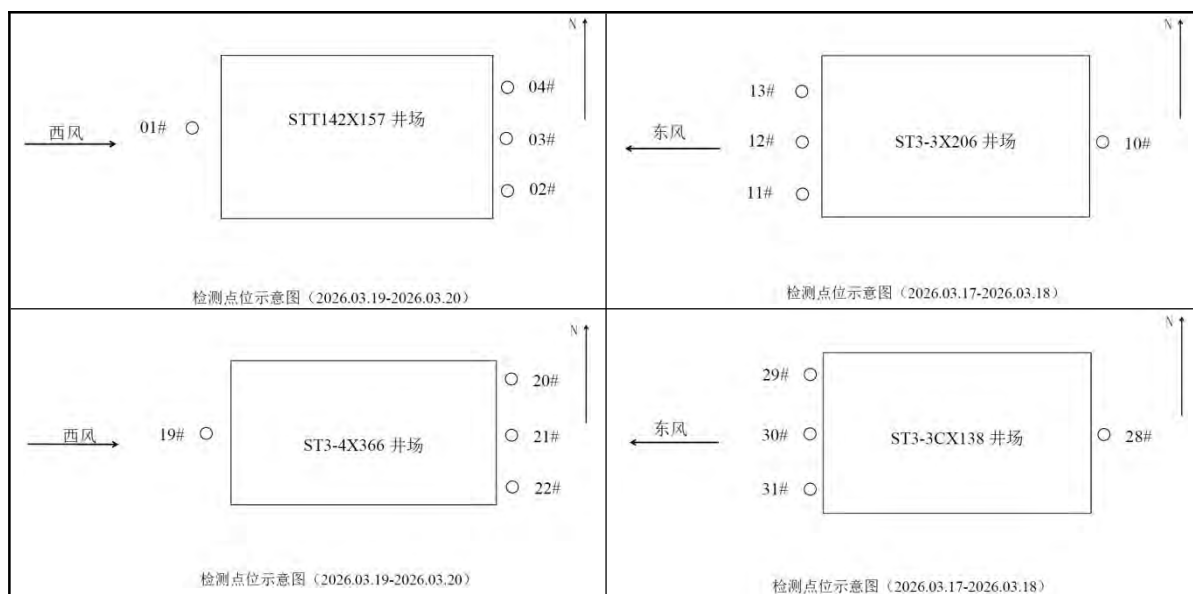 N
04#
01#
STT142X157 井场
西风
03#
02#
检测点位示意图（2026.03.19-2026.03.20）
N
13#
东风
12#
ST3-3X206 井场
10#
11#
检测点位示意图（2026.03.17-2026.03.18）
N
20#
西风
19#
ST3-4X366 井场
21#
22#
检测点位示意图（2026.03.19-2026.03.20）
N
29#
东风
30#
ST3-3CX138 井场
28#
31#
检测点位示意图（2026.03.17-2026.03.18）